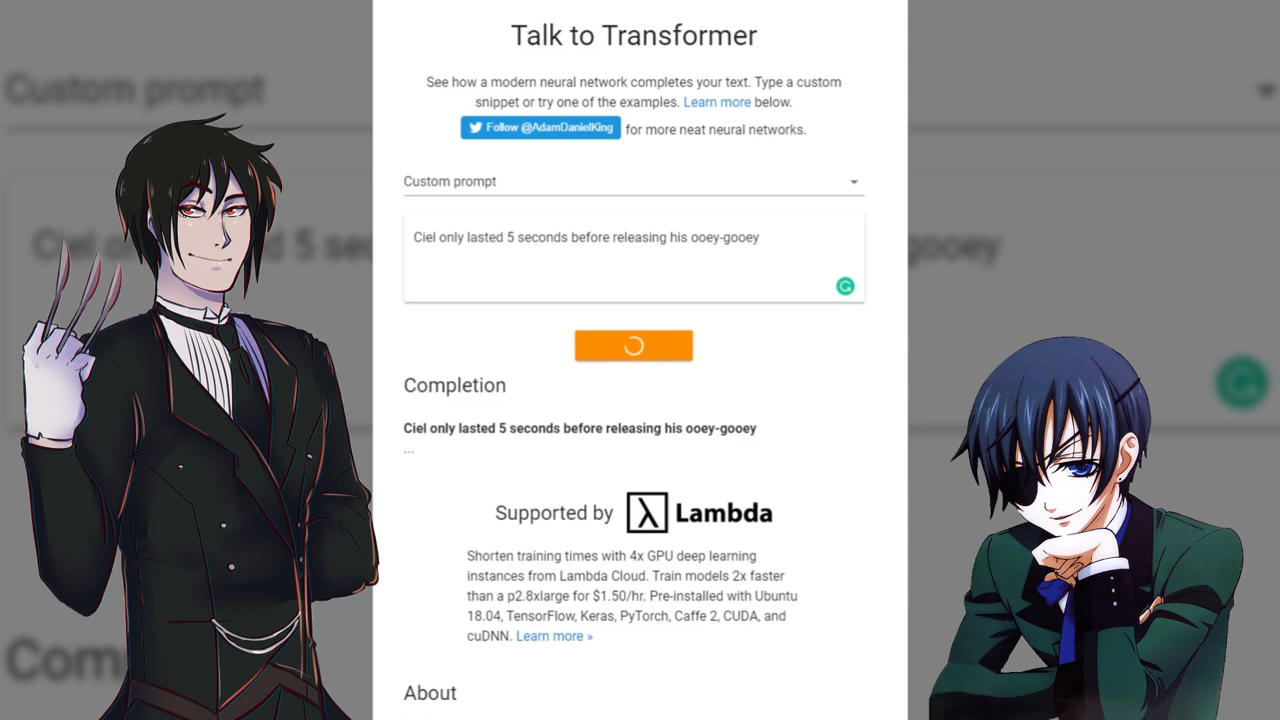 Talk to Transformer
See how a modern neural network completes your text. Type a custom
snippet or try one of the examples. Learn more below.
Follow @AdamDanielKing for more neat neural networks.
Custom prompt
Ciel only lasted 5 seconds before releasing his ooey-gooey
Completion
Ciel only lasted 5 seconds before releasing his ooey-gooey
...
Supported by λ Lambda
Shorten training times with 4x GPU deep learning
instances from Lambda Cloud. Train models 2x faster
than a p2.8xlarge for $1.50/hr. Pre-installed with Ubuntu
18.04, TensorFlow, Keras, PyTorch, Caffe 2, CUDA, and
cuDNN. Learn more »
About
Custom prompt
gooey